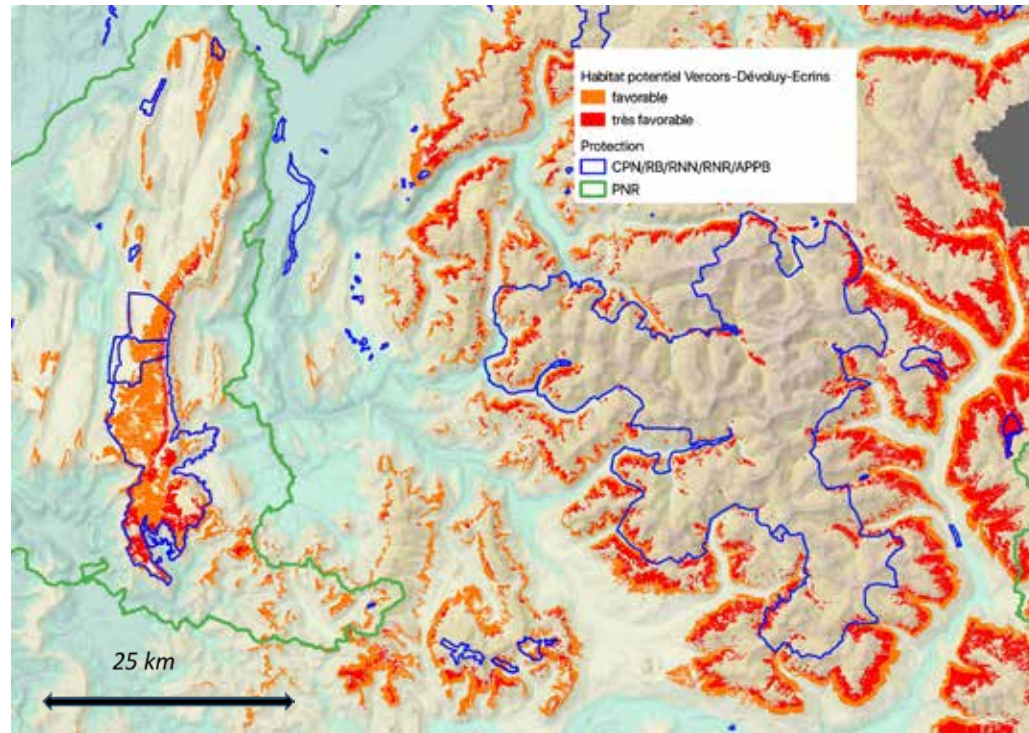 Habitat potentiel Vercors-Dévoluy-Ecrins
favorable
très favorable
Protection
CPN/RB/RNN/RNR/APPB
PNR
25 km